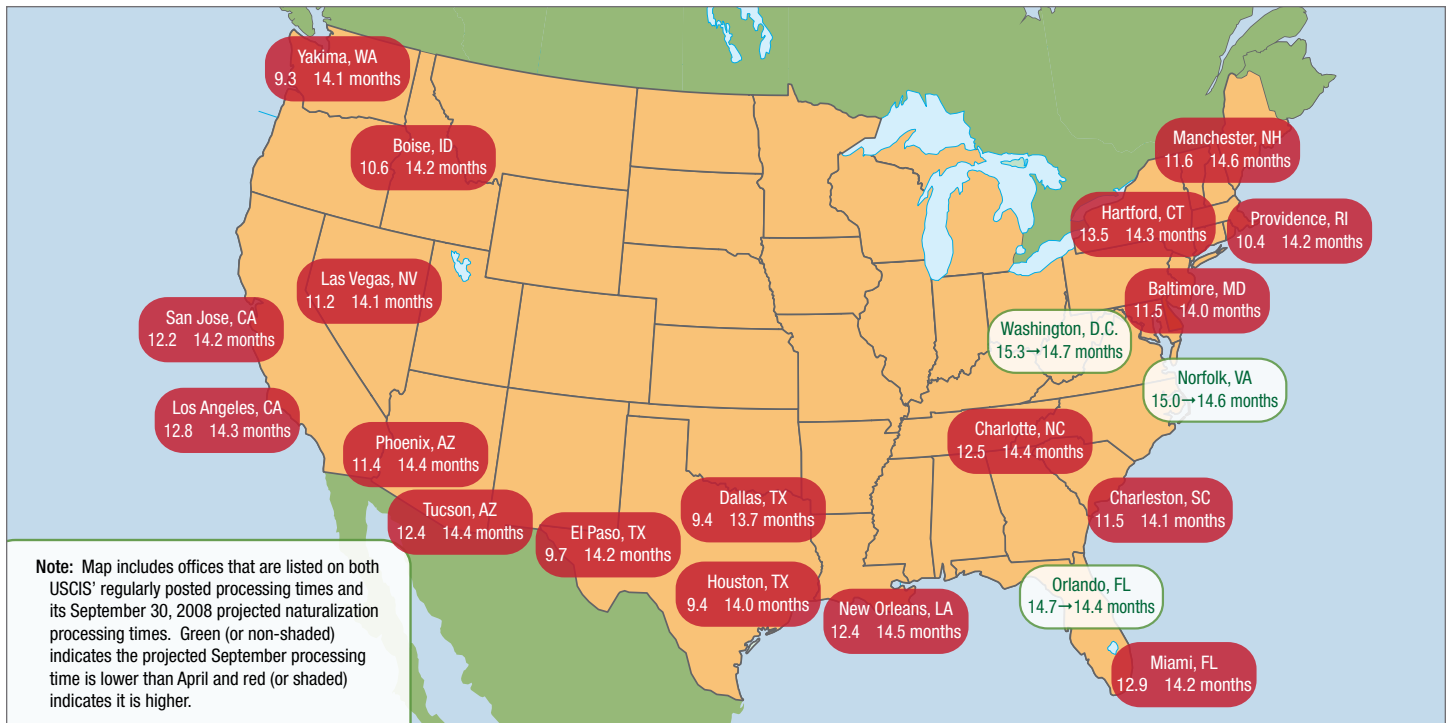 Yakima, WA
9.3 14.1 months
Boise, ID
10.6 14.2 months
Manchester, NH
11.6 14.6 months
Hartford, CT
13.5 14.3 months
Providence, RI
10.4 14.2 months
Las Vegas, NV
11.2 14.1 months
Baltimore, MD
11.5 14.0 months
San Jose, CA
12.2 14.2 months
Washington, D.C.
15.3→14.7 months
Norfolk, VA
15.0→14.6 months
Los Angeles, CA
12.8 14.3 months
Charlotte, NC
12.5 14.4 months
Phoenix, AZ
11.4 14.4 months
Dallas, TX
9.4 13.7 months
Charleston, SC
11.5 14.1 months
Tucson, AZ
12.4 14.4 months
El Paso, TX
9.7 14.2 months
Houston, TX
9.4 14.0 months
Orlando, FL
14.7→14.4 months
New Orleans, LA
12.4 14.5 months
Miami, FL
12.9 14.2 months
Note: Map includes offices that are listed on both
USCIS' regularly posted processing times and
its September 30, 2008 projected naturalization
processing times. Green (or non-shaded)
indicates the projected September processing
time is lower than April and red (or shaded)
indicates it is higher.